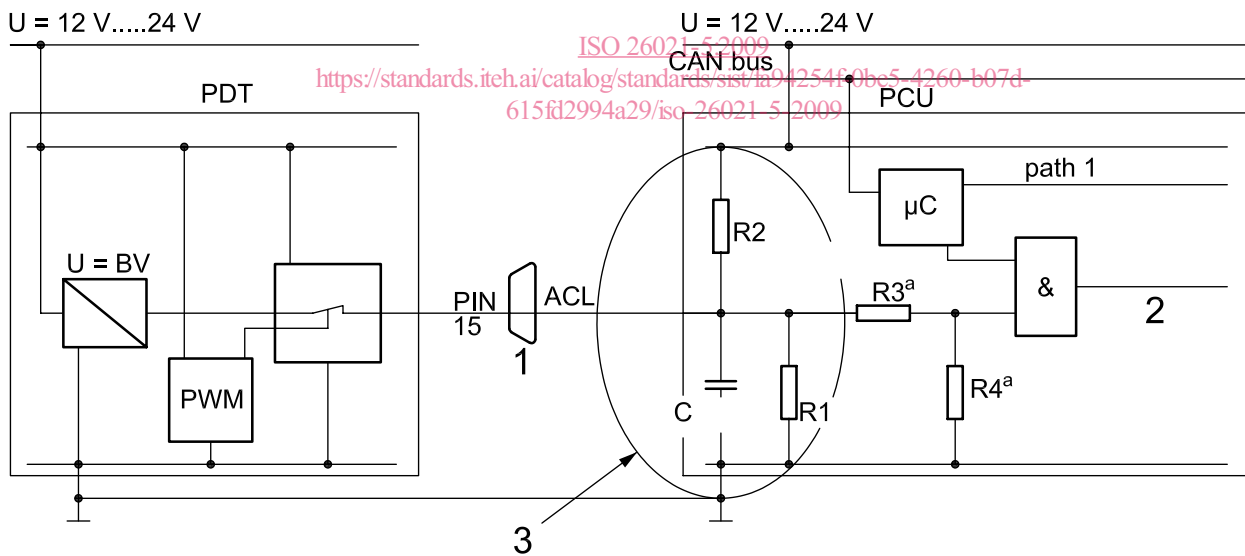 U = 12 V.....24 V
U = 12 V.....24 V
ISO 26021-5:2009
CAN bus
https://standards.iteh.ai/catalog/standards/sist/fa94254f-0be5-4260-b07d-
615fd2994a29/iso-26021-5-2009
PDT
PCU
path 1
µC
R2
U = BV
PIN
15
ACL
R3ᵃ
&
2
1
PWM
C
R1
R4ᵃ
3